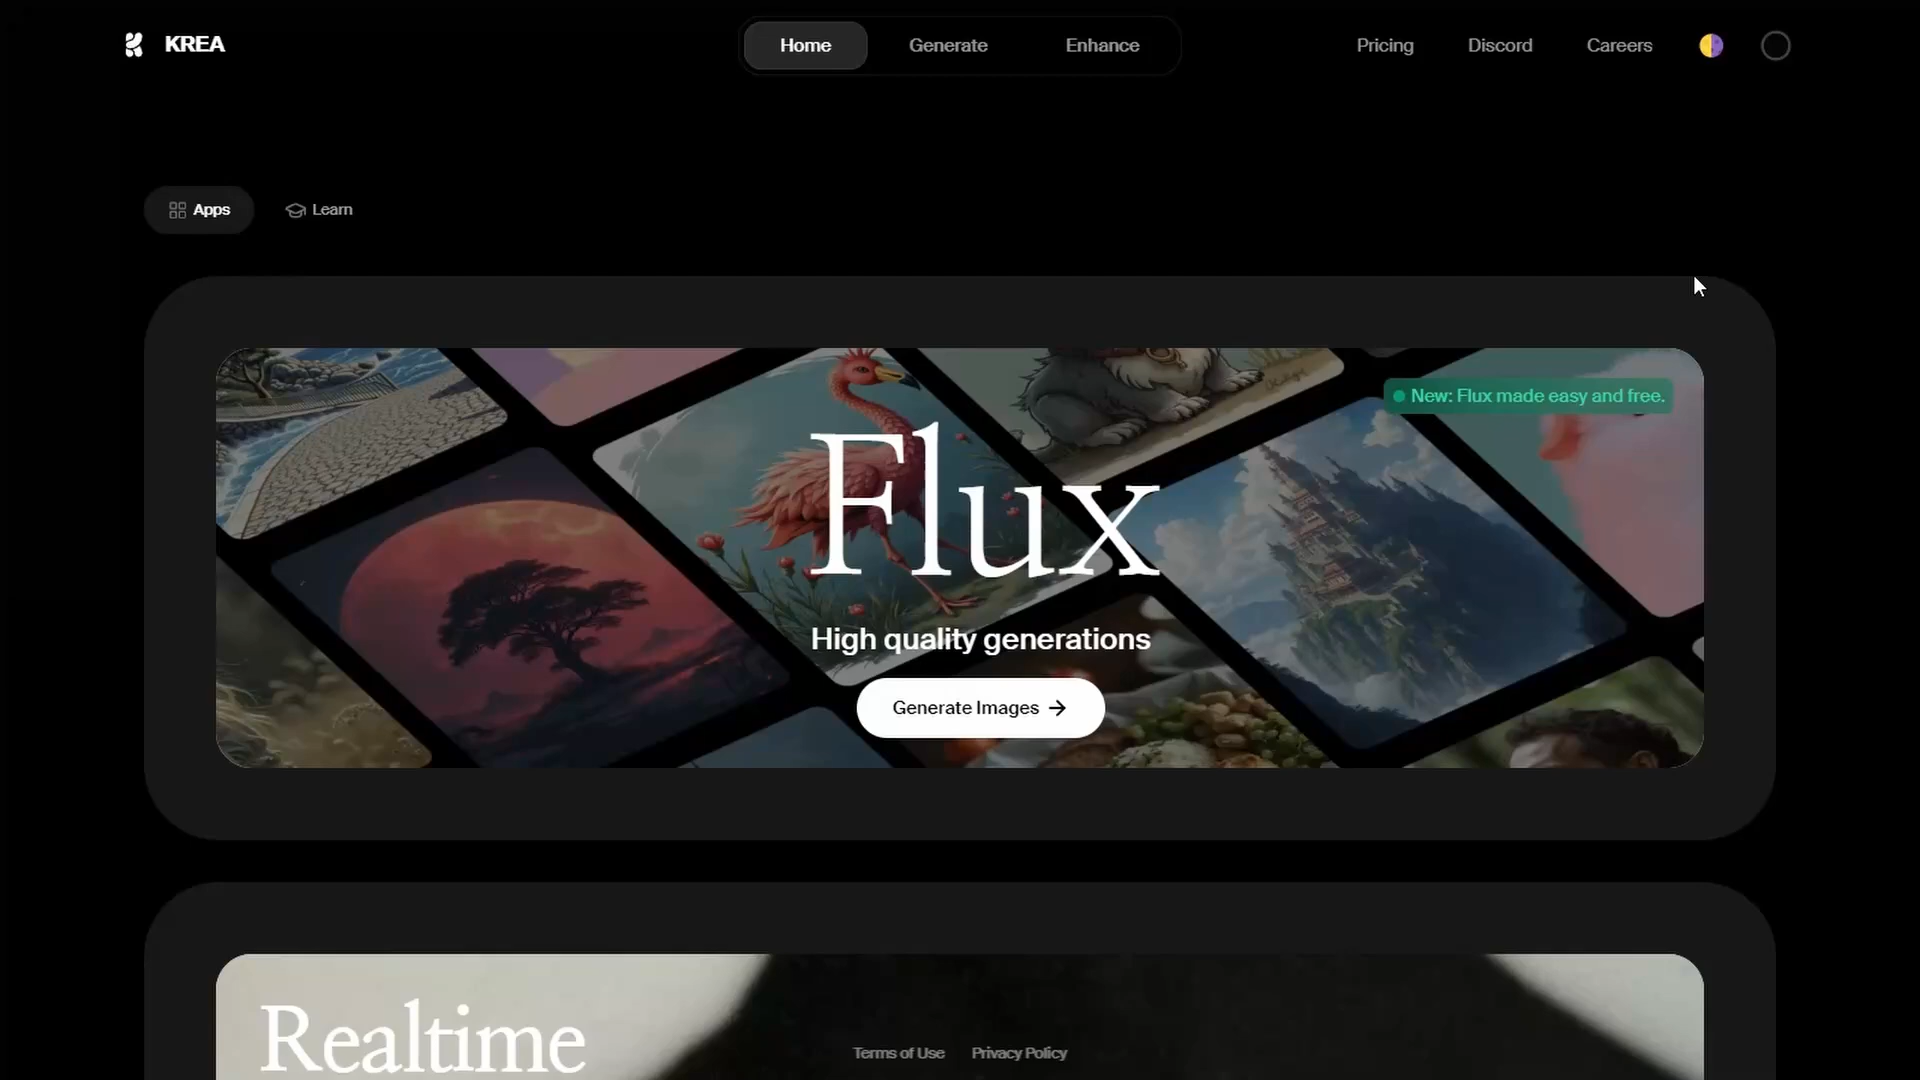 KREA
Home
Generate
Enhance
Pricing
Discord
Careers
Apps
Learn
New: Flux made easy and free.
Flux
High quality generations
Generate Images
Realtime
Terms of Use
Privacy Policy